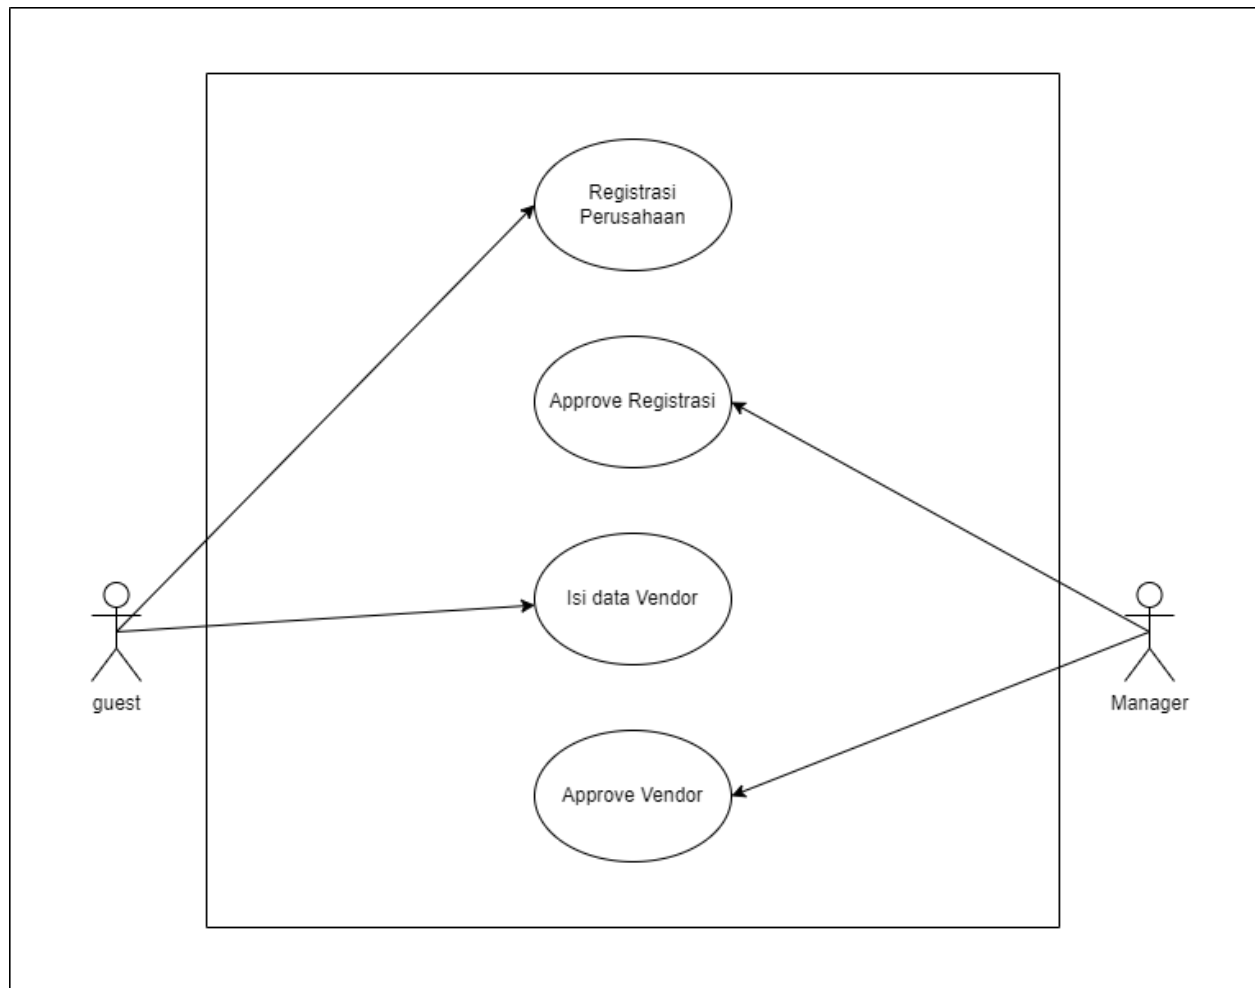 Registrasi
Perusahaan
Approve Registrasi
Isi data Vendor
guest
Manager
Approve Vendor